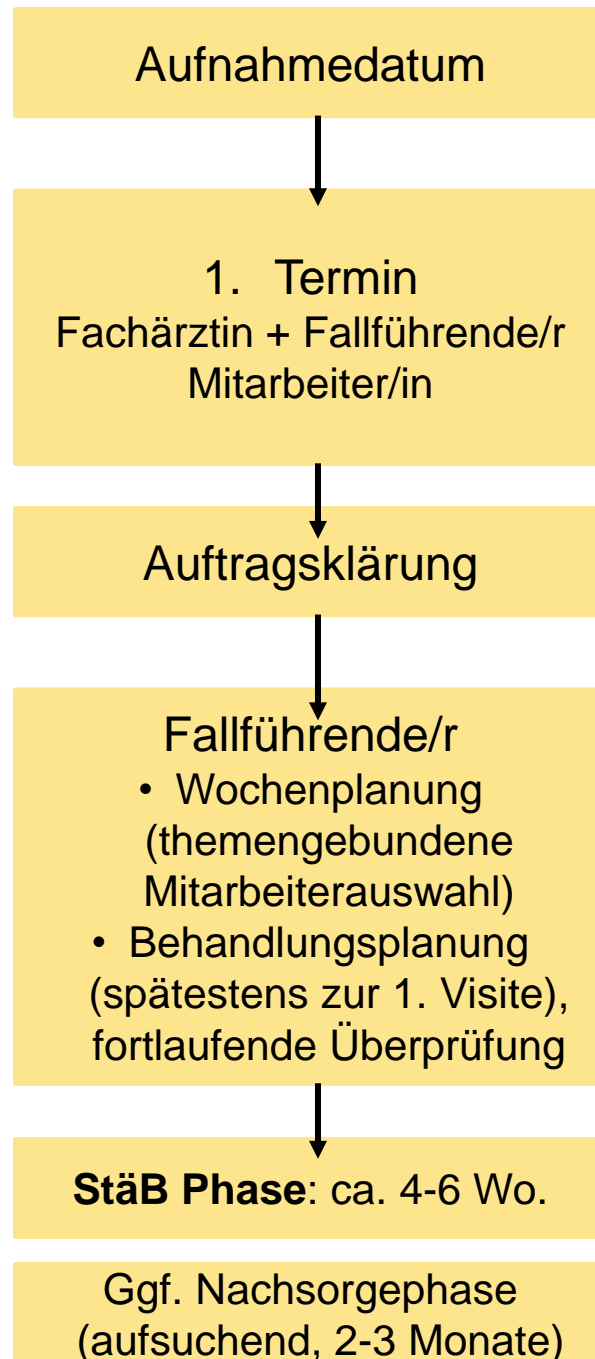 Aufnahmedatum
1. Termin
Fachärztin + Fallführende/r
Mitarbeiter/in
Auftragsklärung
Fallführende/r
• Wochenplanung
(themengebundene
Mitarbeiterauswahl)
• Behandlungsplanung
(spätestens zur 1. Visite),
fortlaufende Überprüfung
StäB Phase: ca. 4-6 Wo.
Ggf. Nachsorgephase
(aufsuchend, 2-3 Monate)